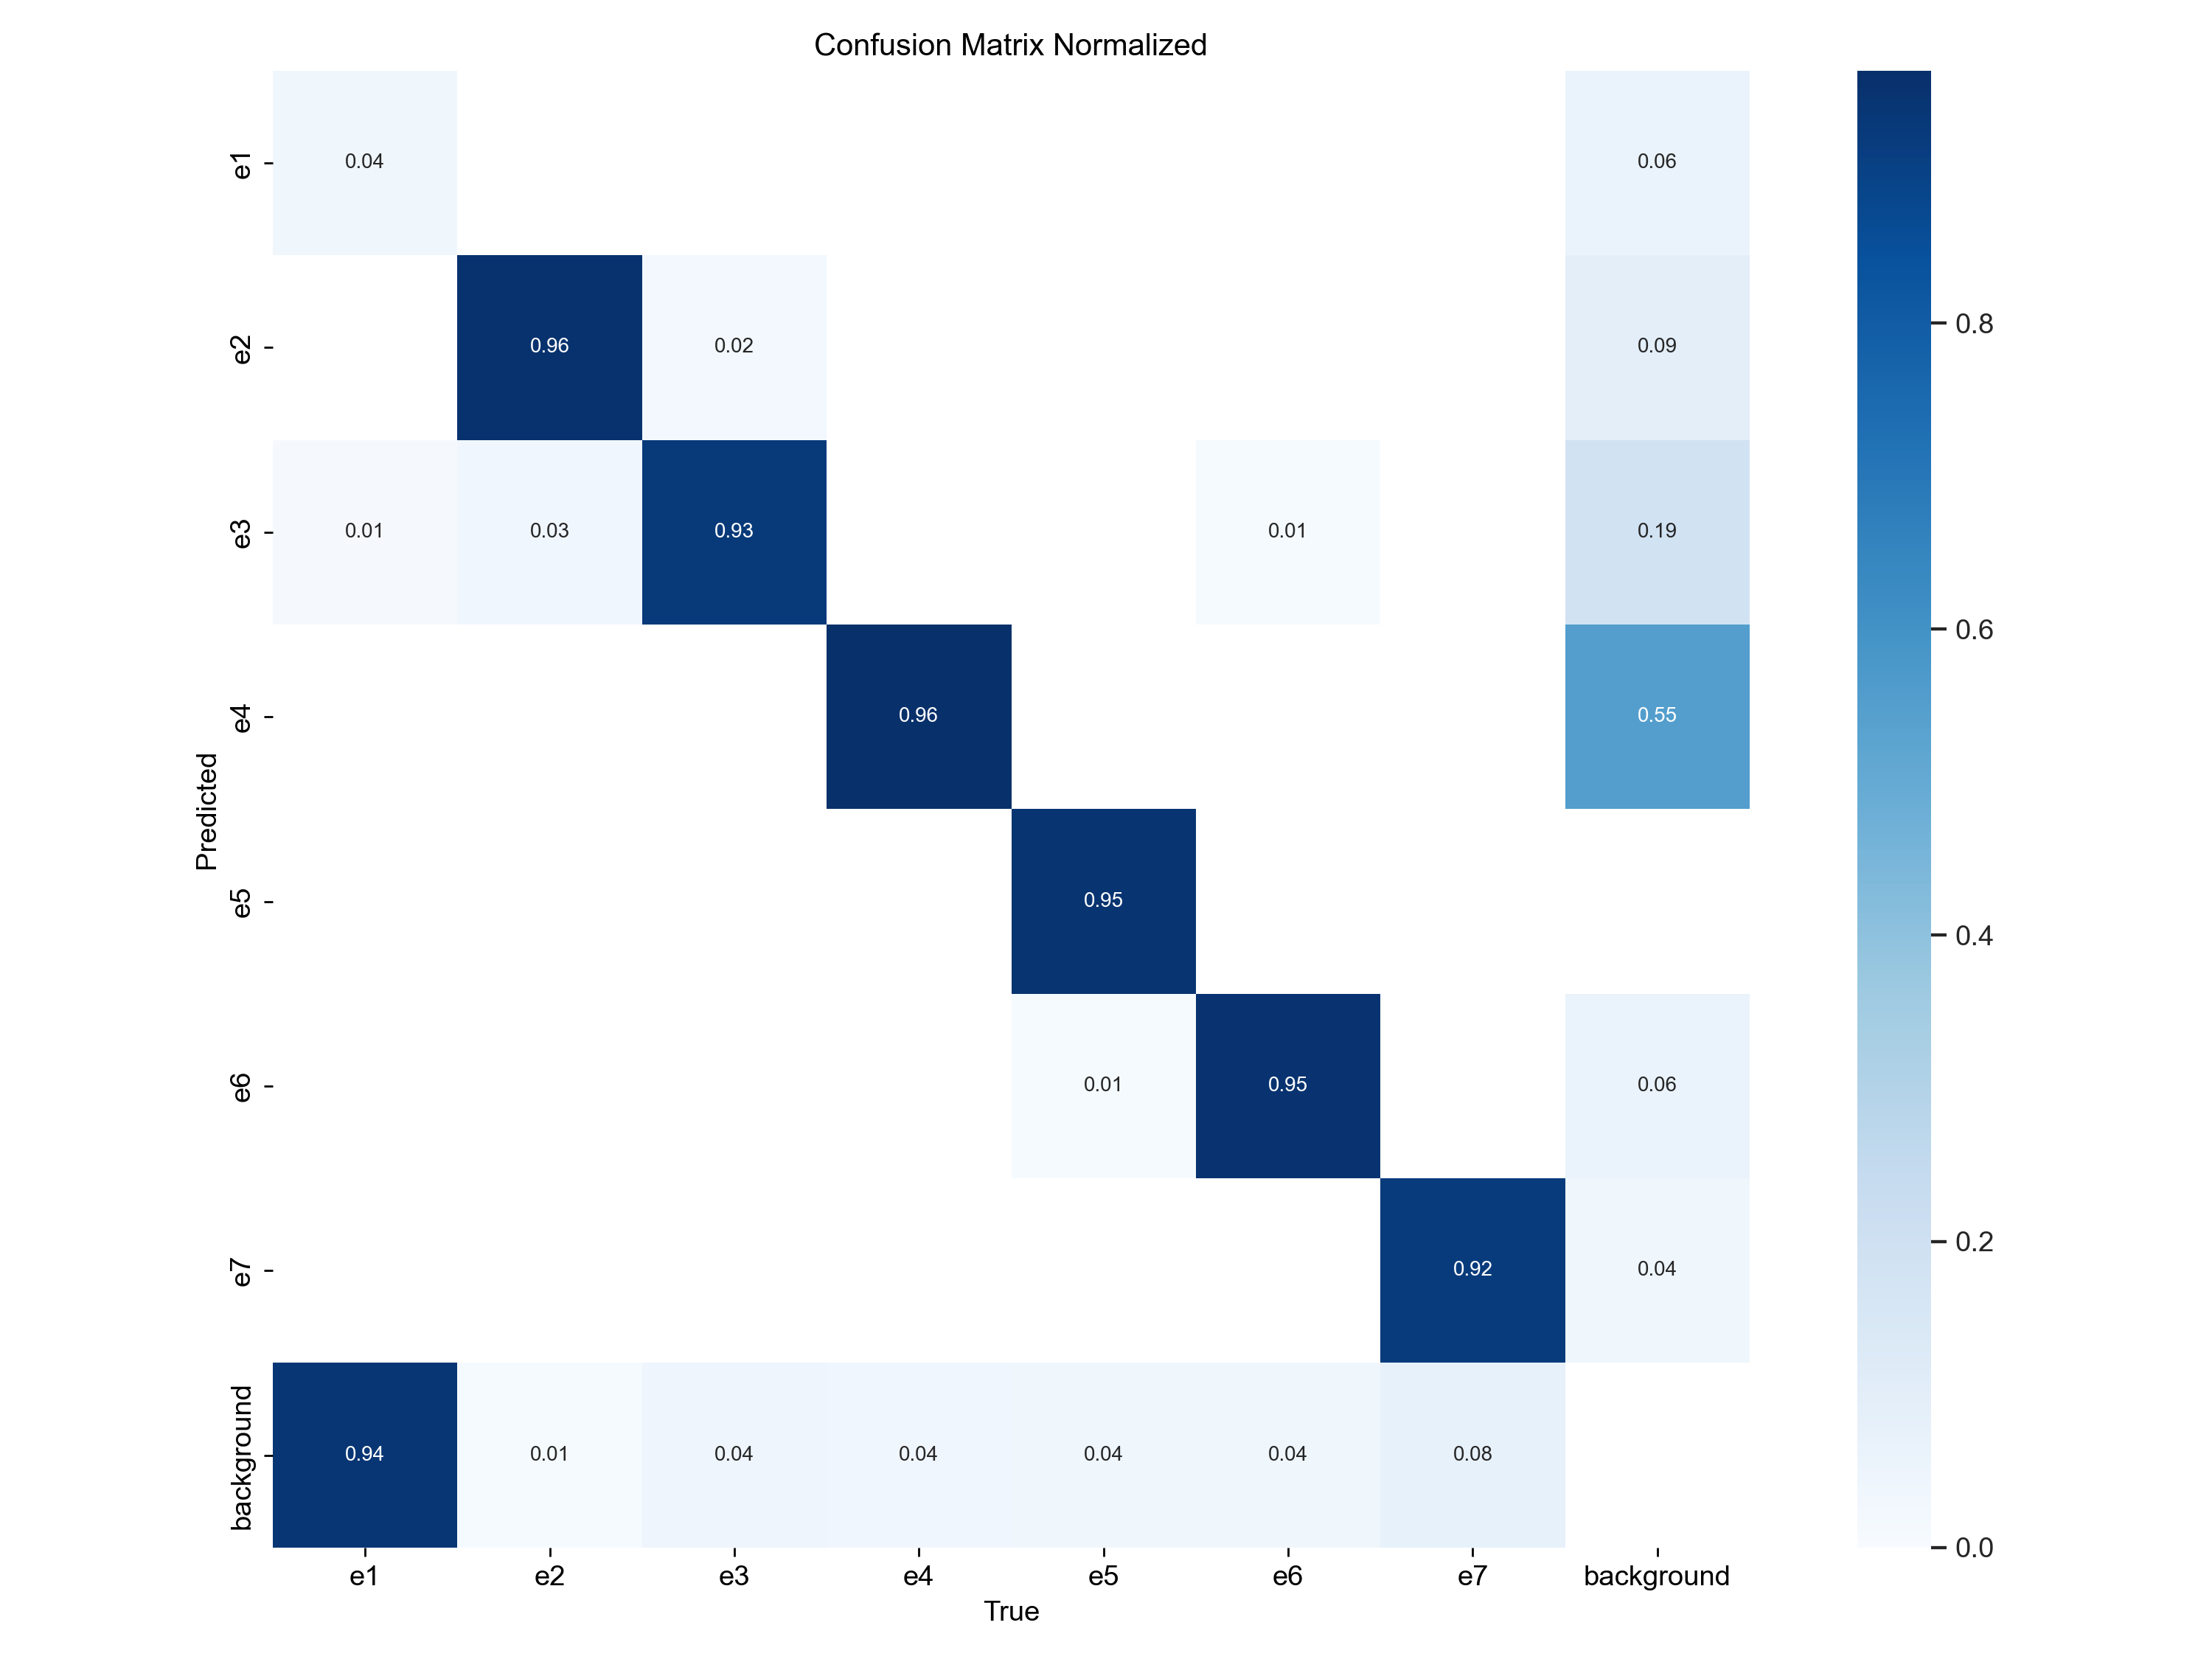 Confusion Matrix Normalized
e1 0.04 0.06
e2 0.96 0.02 0.09
e3 0.01 0.03 0.93 0.01 0.19
e4 0.96 0.55
e5 0.95
e6 0.01 0.95 0.06
e7 0.92 0.04
background 0.94 0.01 0.04 0.04 0.04 0.04 0.08
e1 e2 e3 e4 e5 e6 e7 background
True
Predicted
0.8
0.6
0.4
0.2
0.0